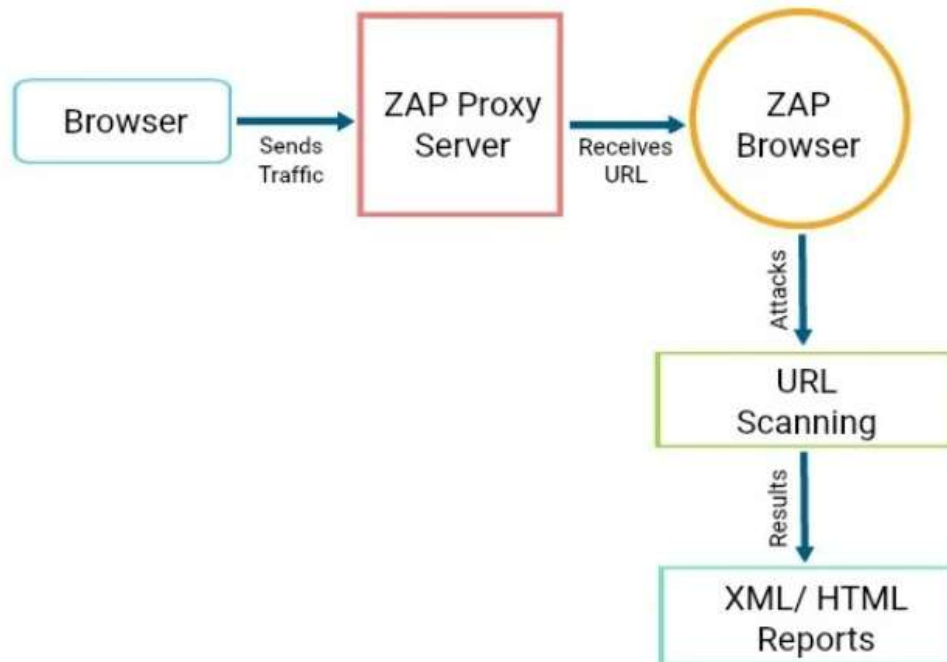 Browser
Sends
Traffic
ZAP Proxy
Server
Receives
URL
ZAP
Browser
Attacks
URL
Scanning
Results
XML/ HTML
Reports